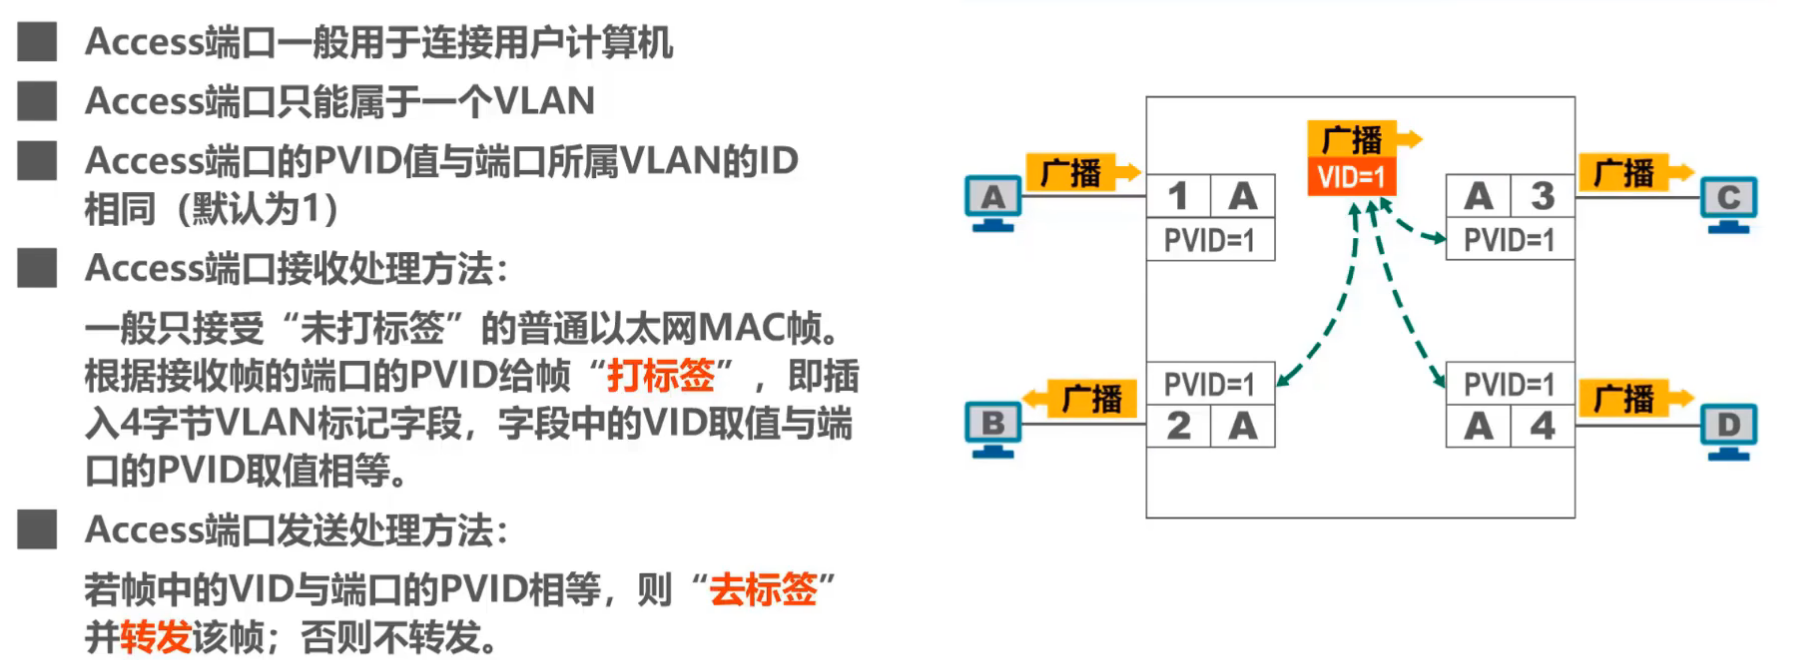 Access端口一般用于连接用户计算机
Access端口只能属于一个VLAN
Access端口的PVID值与端口所属VLAN的ID
相同（默认为1）
Access端口接收处理方法：
一般只接受“未打标签”的普通以太网MAC帧。
根据接收帧的端口的PVID给帧“打标签”，即插
入4字节VLAN标记字段，字段中的VID取值与端
口的PVID取值相等。
Access端口发送处理方法：
若帧中的VID与端口的PVID相等，则“去标签”
并转发该帧；否则不转发。
广播
VID=1
A
广播
1 A
PVID=1
A 3
PVID=1
广播
C
B
广播
PVID=1
2 A
PVID=1
A 4
广播
D